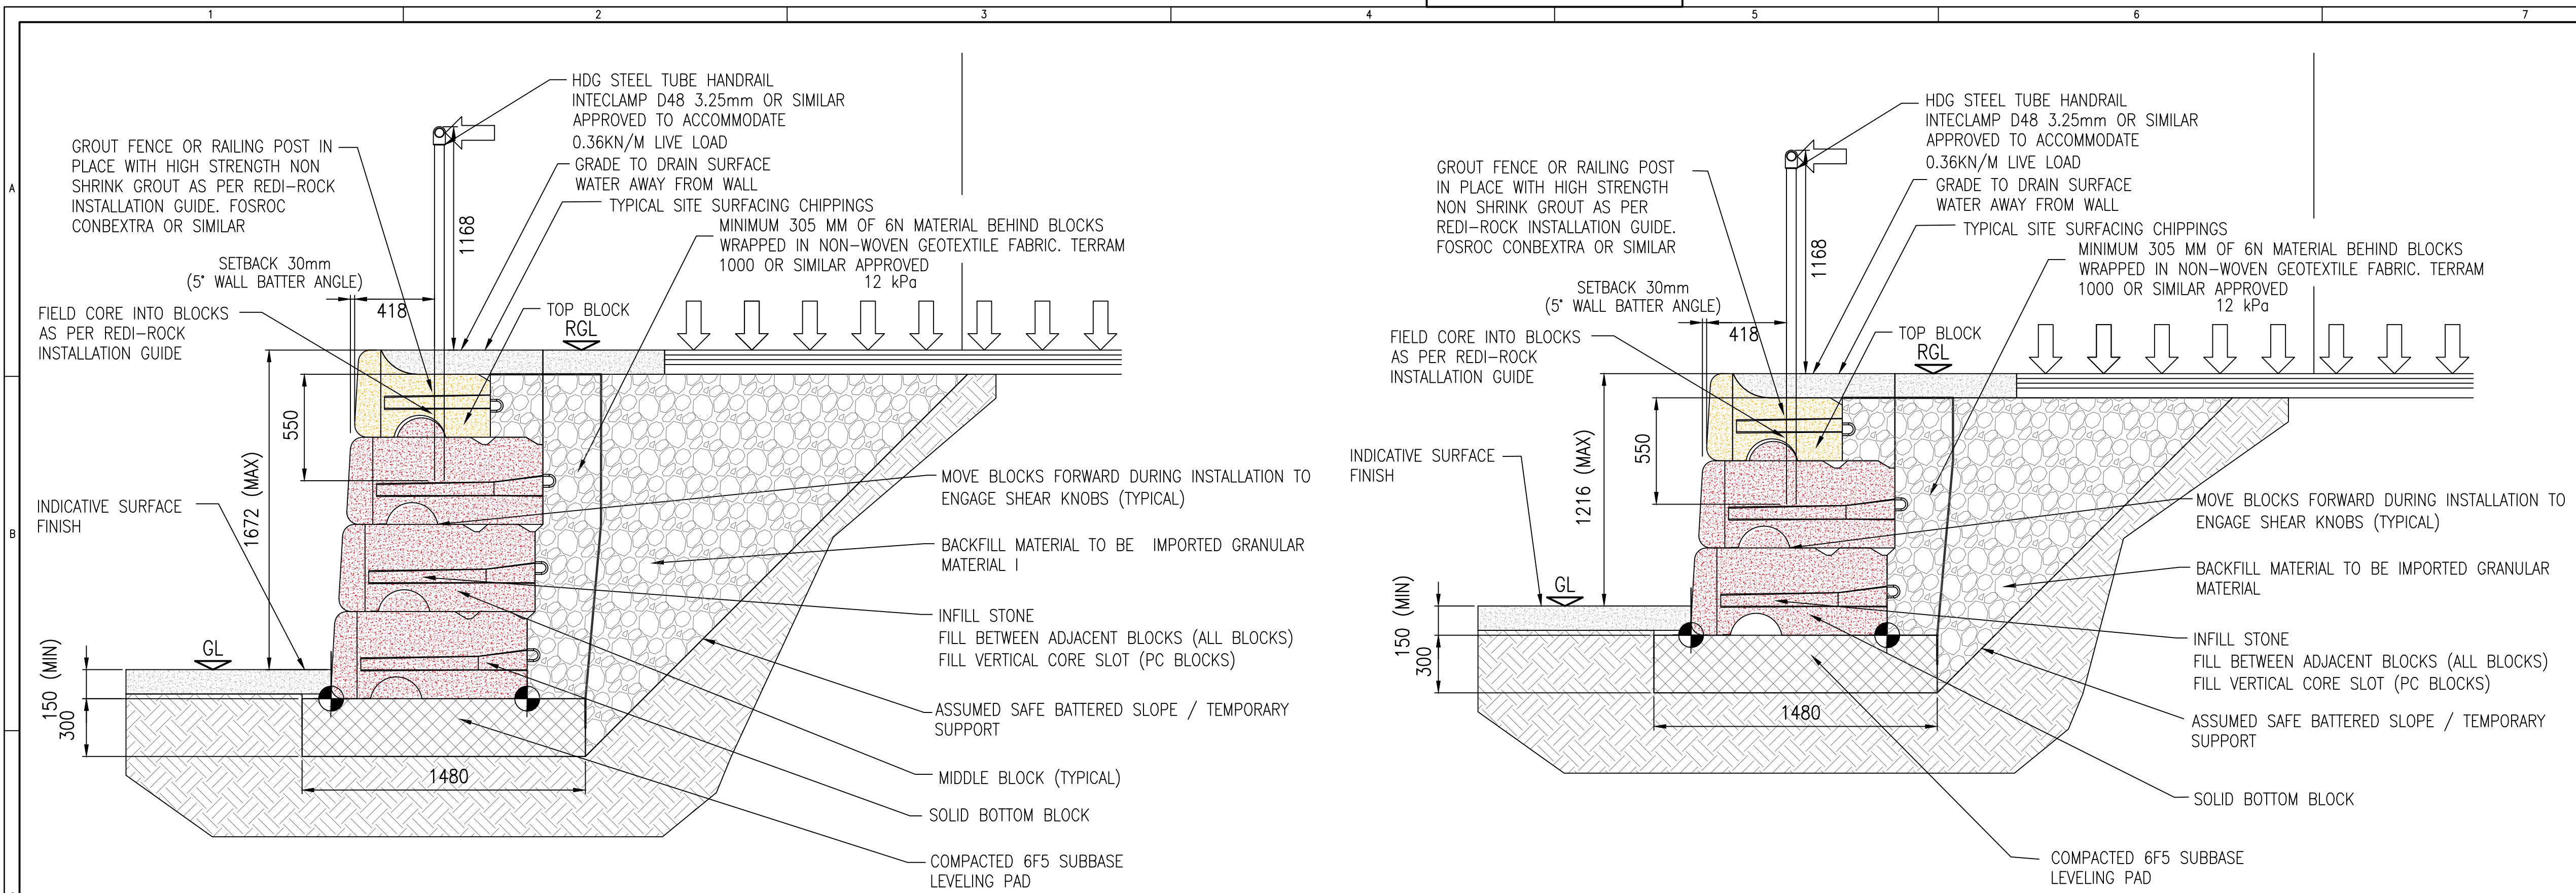 1
2
3
4
5
6
7
A
B
HDG STEEL TUBE HANDRAIL
INTECLAMP D48 3.25mm OR SIMILAR
APPROVED TO ACCOMMODATE
0.36KN/M LIVE LOAD
GRADE TO DRAIN SURFACE
WATER AWAY FROM WALL
TYPICAL SITE SURFACING CHIPPINGS
MINIMUM 305 MM OF 6N MATERIAL BEHIND BLOCKS
WRAPPED IN NON-WOVEN GEOTEXTILE FABRIC. TERRAM
1000 OR SIMILAR APPROVED
12 kPa
GROUT FENCE OR RAILING POST IN
PLACE WITH HIGH STRENGTH NON
SHRINK GROUT AS PER REDI-ROCK
INSTALLATION GUIDE. FOSROC
CONBEXTRA OR SIMILAR
SETBACK 30mm
(5° WALL BATTER ANGLE)
418
1168
FIELD CORE INTO BLOCKS
AS PER REDI-ROCK
INSTALLATION GUIDE
TOP BLOCK
RGL
550
1672 (MAX)
INDICATIVE SURFACE
FINISH
GL
150 (MIN)
300
1480
MOVE BLOCKS FORWARD DURING INSTALLATION TO
ENGAGE SHEAR KNOBS (TYPICAL)
BACKFILL MATERIAL TO BE IMPORTED GRANULAR
MATERIAL I
INFILL STONE
FILL BETWEEN ADJACENT BLOCKS (ALL BLOCKS)
FILL VERTICAL CORE SLOT (PC BLOCKS)
ASSUMED SAFE BATTERED SLOPE / TEMPORARY
SUPPORT
MIDDLE BLOCK (TYPICAL)
SOLID BOTTOM BLOCK
COMPACTED 6F5 SUBBASE
LEVELING PAD
HDG STEEL TUBE HANDRAIL
INTECLAMP D48 3.25mm OR SIMILAR
APPROVED TO ACCOMMODATE
0.36KN/M LIVE LOAD
GRADE TO DRAIN SURFACE
WATER AWAY FROM WALL
TYPICAL SITE SURFACING CHIPPINGS
MINIMUM 305 MM OF 6N MATERIAL BEHIND BLOCKS
WRAPPED IN NON-WOVEN GEOTEXTILE FABRIC. TERRAM
1000 OR SIMILAR APPROVED
12 kPa
GROUT FENCE OR RAILING POST
IN PLACE WITH HIGH STRENGTH
NON SHRINK GROUT AS PER
REDI-ROCK INSTALLATION GUIDE.
FOSROC CONBEXTRA OR SIMILAR
SETBACK 30mm
(5° WALL BATTER ANGLE)
418
1168
FIELD CORE INTO BLOCKS
AS PER REDI-ROCK
INSTALLATION GUIDE
TOP BLOCK
RGL
550
1216 (MAX)
INDICATIVE SURFACE
FINISH
GL
150 (MIN)
300
1480
MOVE BLOCKS FORWARD DURING INSTALLATION TO
ENGAGE SHEAR KNOBS (TYPICAL)
BACKFILL MATERIAL TO BE IMPORTED GRANULAR
MATERIAL
INFILL STONE
FILL BETWEEN ADJACENT BLOCKS (ALL BLOCKS)
FILL VERTICAL CORE SLOT (PC BLOCKS)
ASSUMED SAFE BATTERED SLOPE / TEMPORARY
SUPPORT
SOLID BOTTOM BLOCK
COMPACTED 6F5 SUBBASE
LEVELING PAD